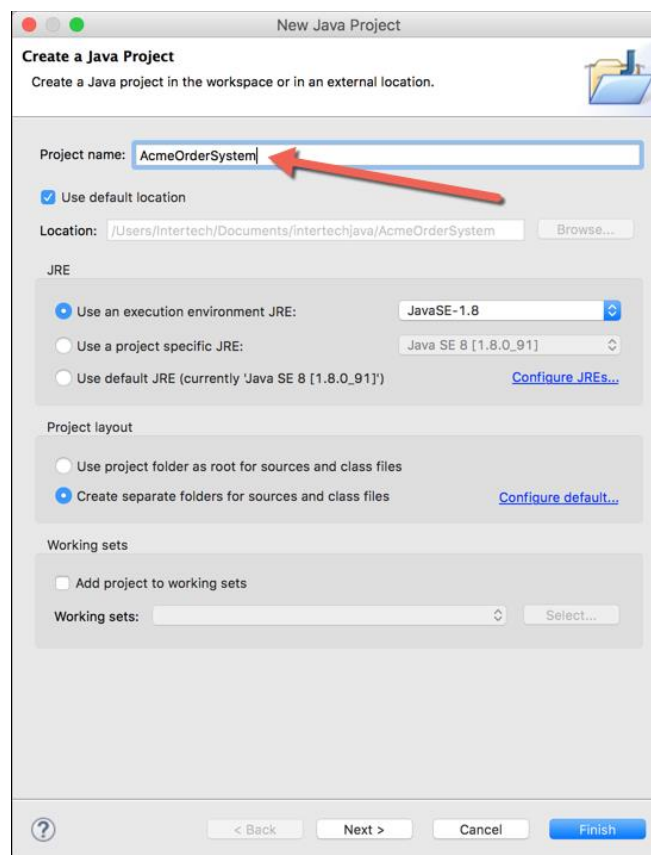 New Java Project
Create a Java Project
Create a Java project in the workspace or in an external location.
Project name: AcmeOrderSystem
Use default location
Location: /Users/Intertech/Documents/intertechjava/AcmeOrderSystem Browse...
JRE
Use an execution environment JRE: JavaSE-1.8
Use a project specific JRE: Java SE 8 [1.8.0_91]
Use default JRE (currently 'Java SE 8 [1.8.0_91]') Configure JREs...
Project layout
Use project folder as root for sources and class files
Create separate folders for sources and class files Configure default...
Working sets
Add project to working sets
Working sets: Select...
? < Back Next > Cancel Finish